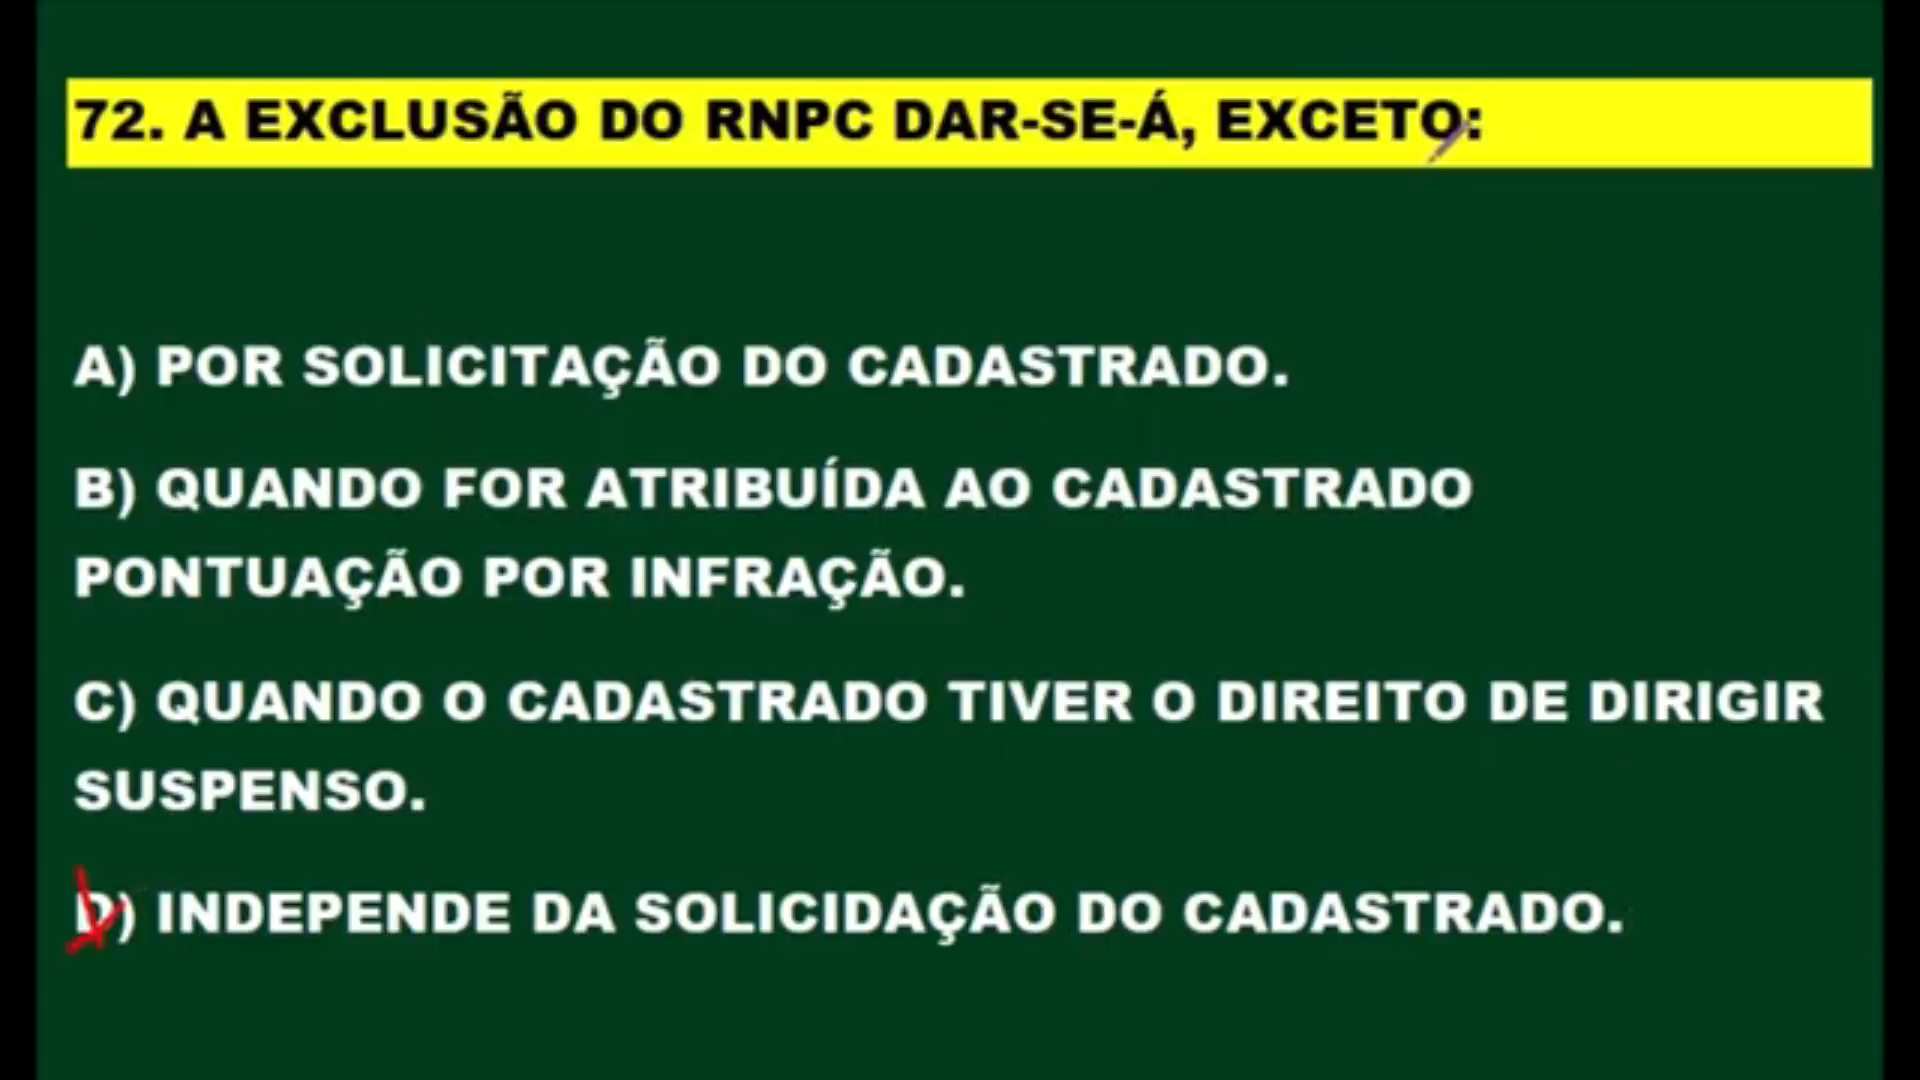 72. A EXCLUSÃO DO RNPC DAR-SE-Á, EXCETO:
A) POR SOLICITAÇÃO DO CADASTRADO.
B) QUANDO FOR ATRIBUÍDA AO CADASTRADO
PONTUAÇÃO POR INFRAÇÃO.
C) QUANDO O CADASTRADO TIVER O DIREITO DE DIRIGIR
SUSPENSO.
D) INDEPENDE DA SOLICIDAÇÃO DO CADASTRADO.